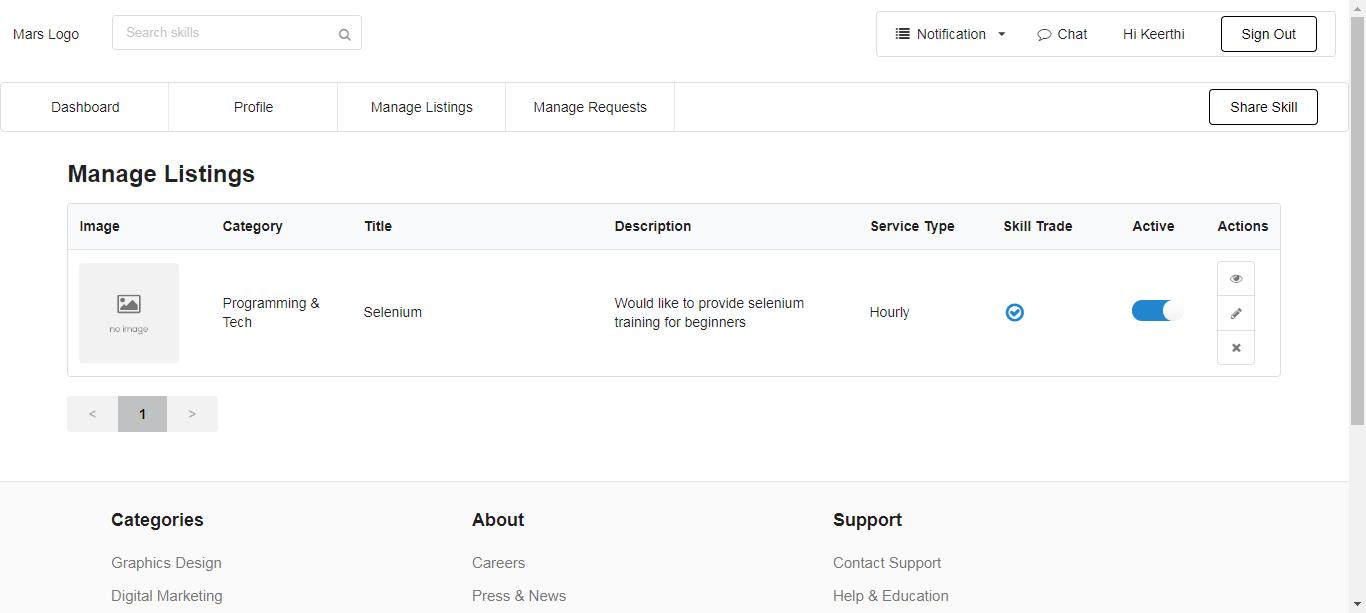 Mars Logo
Search skills
Notification
Chat
Hi Keerthi
Sign Out
Dashboard
Profile
Manage Listings
Manage Requests
Share Skill
Manage Listings
Image Category Title Description Service Type Skill Trade Active Actions
no image
Programming &
Tech
Selenium
Would like to provide selenium
training for beginners
Hourly
< 1 >
Categories
Graphics Design
Digital Marketing
About
Careers
Press & News
Support
Contact Support
Help & Education